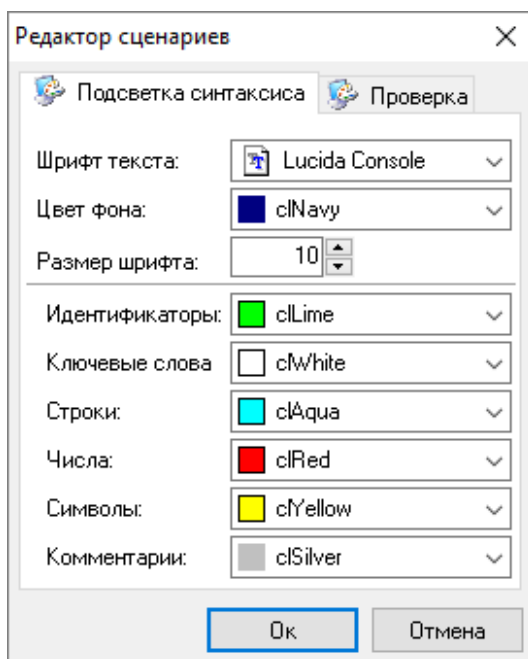 Редактор сценариев
Подсветка синтаксиса Проверка
Шрифт текста: Lucida Console
Цвет фона: clNavy
Размер шрифта: 10
Идентификаторы: clLime
Ключевые слова clWhite
Строки: clAqua
Числа: clRed
Символы: clYellow
Комментарии: clSilver
Ок Отмена